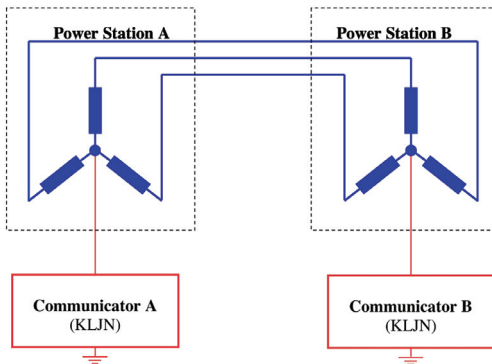 Power Station A
Power Station B
Communicator A
(KLJN)
Communicator B
(KLJN)